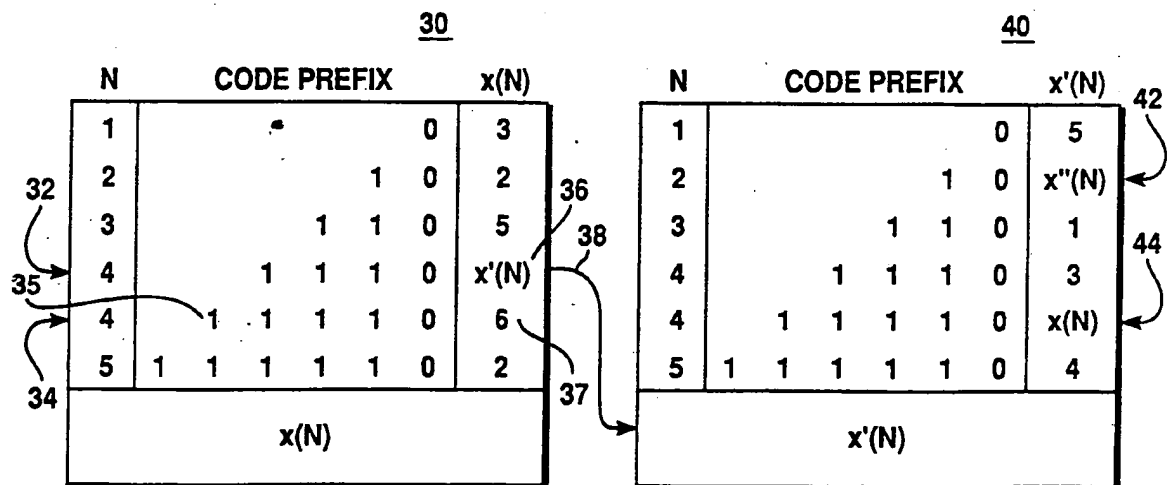 30
N CODE PREFIX x(N)
1 0 3
2 1 0 2
3 1 1 0 5
4 1 1 1 0 x'(N)
4 1 1 1 1 0 6
5 1 1 1 1 1 0 2
x(N)
32
35
34
36
38
37
40
N CODE PREFIX x'(N)
1 0 5
2 1 0 x"(N)
3 1 1 0 1
4 1 1 1 0 3
4 1 1 1 1 0 x(N)
5 1 1 1 1 1 0 4
x'(N)
42
44